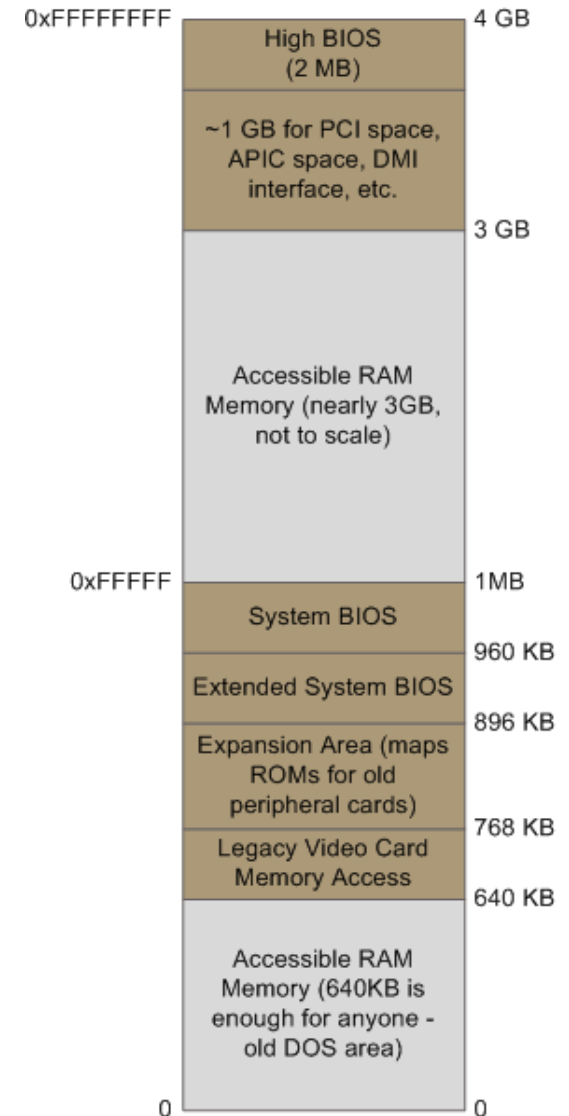 0xFFFFFFFF
4 GB
High BIOS
(2 MB)
~1 GB for PCI space,
APIC space, DMI
interface, etc.
3 GB
Accessible RAM
Memory (nearly 3GB,
not to scale)
0xFFFFF
1MB
System BIOS
960 KB
Extended System BIOS
896 KB
Expansion Area (maps
ROMs for old
peripheral cards)
768 KB
Legacy Video Card
Memory Access
640 KB
Accessible RAM
Memory (640KB is
enough for anyone -
old DOS area)
0
0